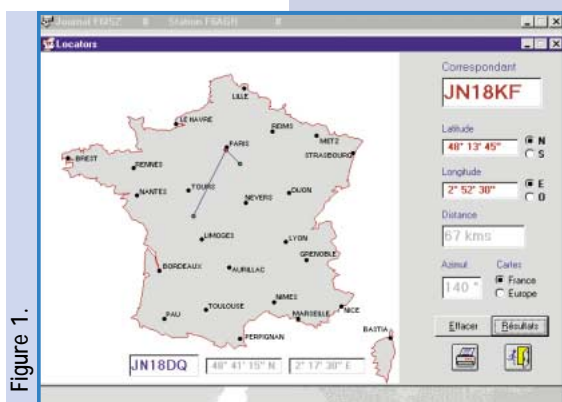 Journal F6ISZ Station F6AGR
Locators
Correspondant
JN18KF
Latitude
48° 13' 45"
N
S
Longitude
2° 52' 30"
E
O
Distance
67 kms
Azimut
140 °
Cartes
France
Europe
Effacer
Résultats
LILLE
LE HAVRE
REIMS
METZ
PARIS
STRASBOURG
BREST
RENNES
NANTES
TOURS
DIJON
NEVERS
LIMOGES
LYON
GRENOBLE
BORDEAUX
AURILLAC
NIMES
TOULOUSE
MARSEILLE
NICE
PAU
PERPIGNAN
BASTIA
JN18DQ
48° 41' 15" N
2° 17' 30" E
Figure 1.